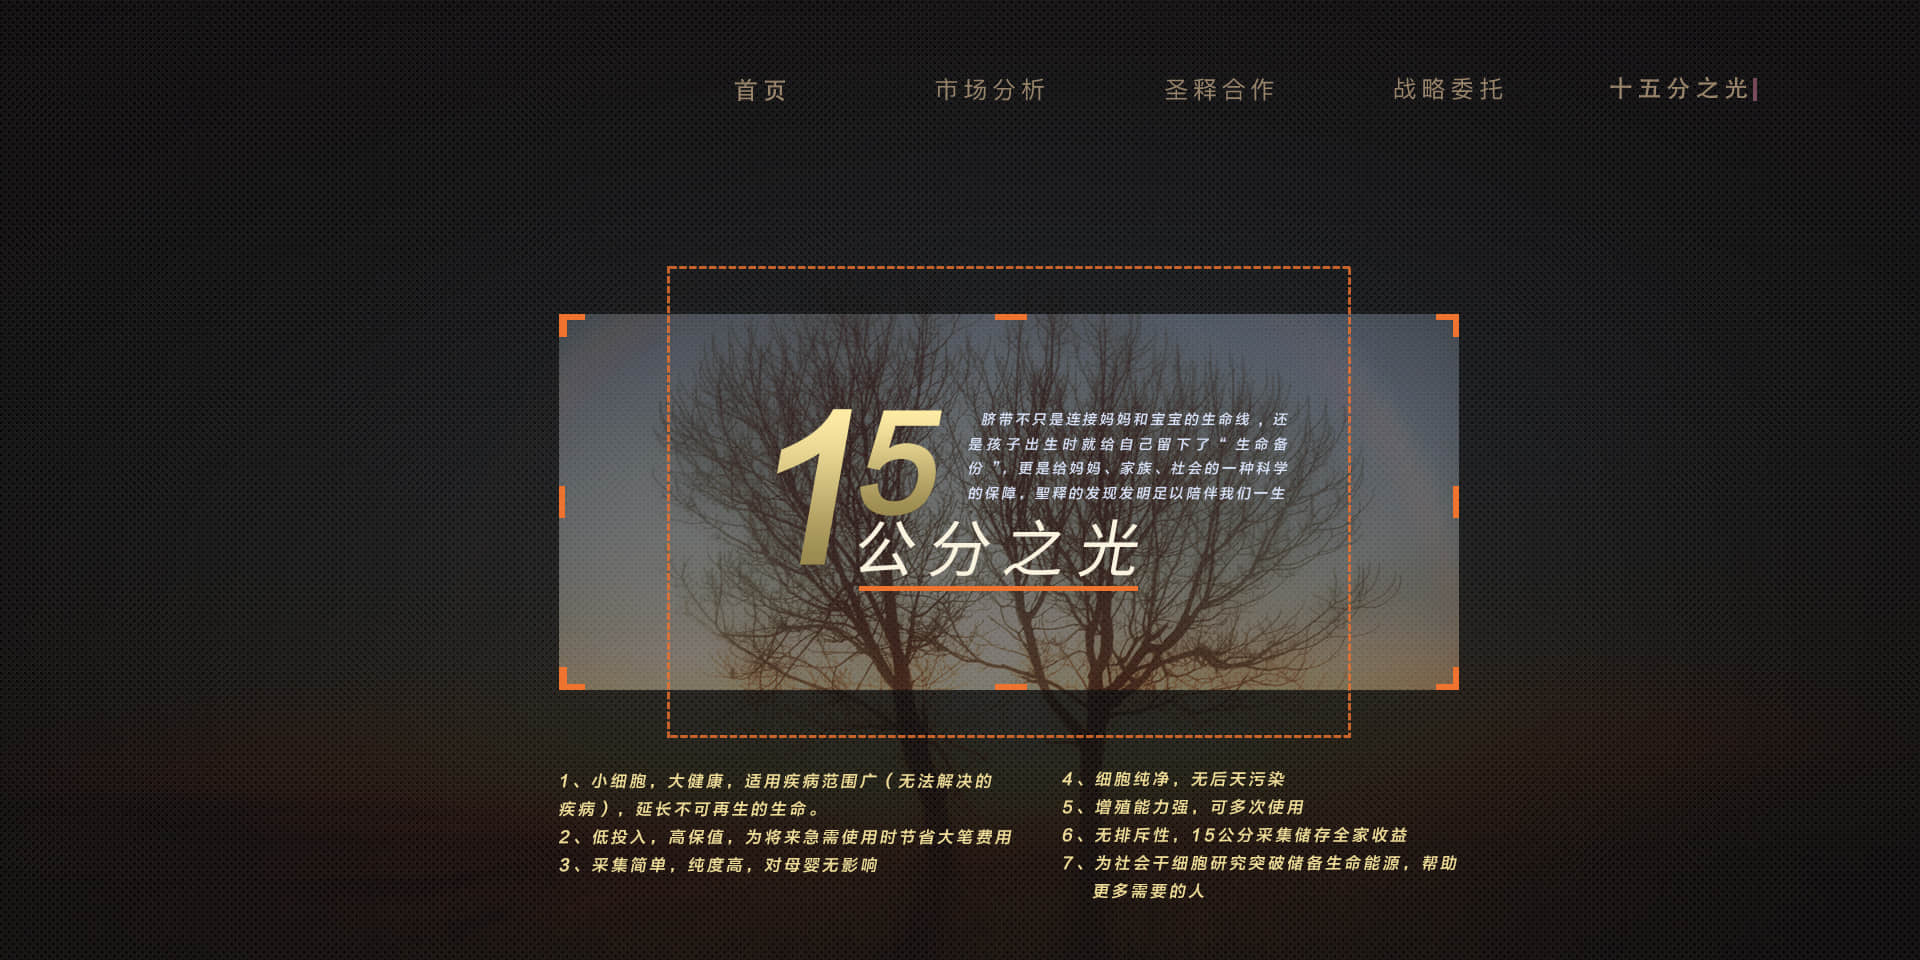 首页 市场分析 圣释合作 战略委托 十五分之光
15
脐带不只是连接妈妈和宝宝的生命线，还
是孩子出生时就给自己留下了“生命备
份”，更是给妈妈、家族、社会的一种科学
的保障，聖释的发现发明足以陪伴我们一生
公分之光
1、小细胞，大健康，适用疾病范围广（无法解决的
疾病），延长不可再生的生命。
2、低投入，高保值，为将来急需使用时节省大笔费用
3、采集简单，纯度高，对母婴无影响
4、细胞纯净，无后天污染
5、增殖能力强，可多次使用
6、无排斥性，15公分采集储存全家收益
7、为社会干细胞研究突破储备生命能源，帮助
更多需要的人